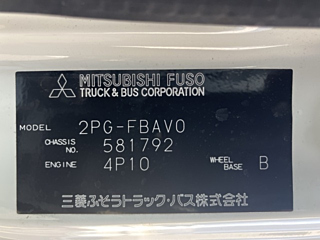 MITSUBISHI FUSO
TRUCK & BUS CORPORATION
MODEL 2PG-FBAV0
CHASSIS NO. 581792
ENGINE 4P10 WHEEL BASE B
三菱ふそうトラック・バス株式会社